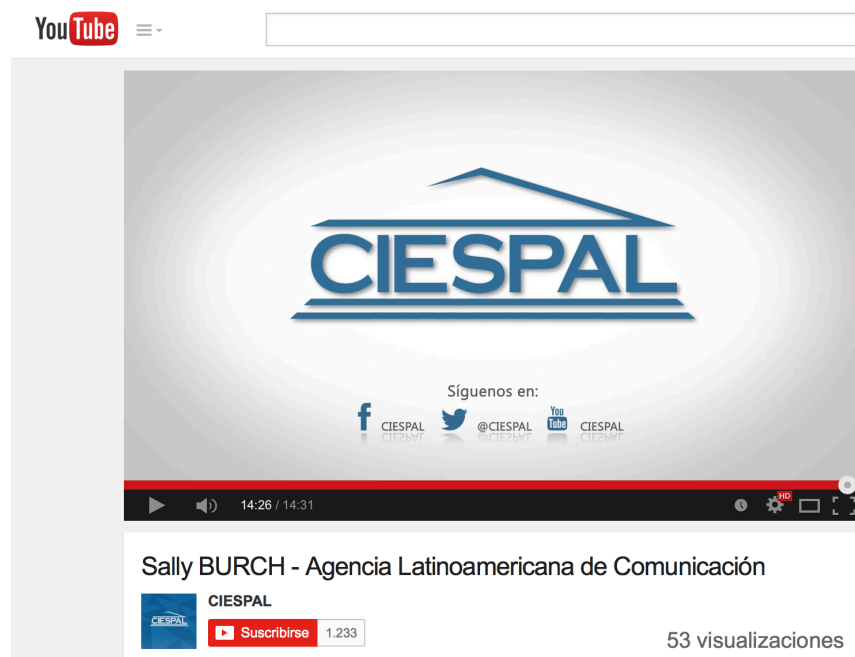 YouTube
CIESPAL
Síguenos en:
CIESPAL @CIESPAL You Tube CIESPAL
14:26 / 14:31
HD
Sally BURCH - Agencia Latinoamericana de Comunicación
CIESPAL
CIESPAL
Suscribirse 1.233
53 visualizaciones